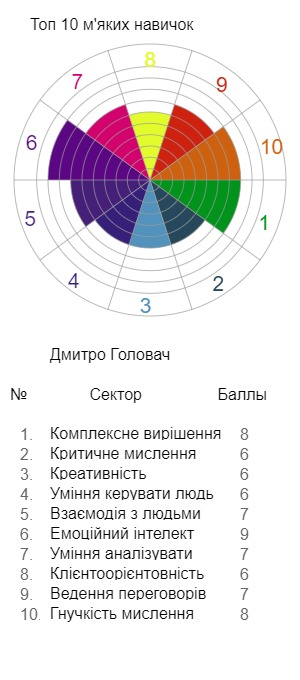 Топ 10 м'яких навичок
8
7
9
6
10
5
1
4
2
3
Дмитро Головач
№ Сектор Баллы
1. Комплексне вирішення 8
2. Критичне мислення 6
3. Креативність 6
4. Уміння керувати людь 6
5. Взаємодія з людьми 7
6. Емоційний інтелект 9
7. Уміння аналізувати 7
8. Клієнтоорієнтовність 6
9. Ведення переговорів 7
10. Гнучкість мислення 8